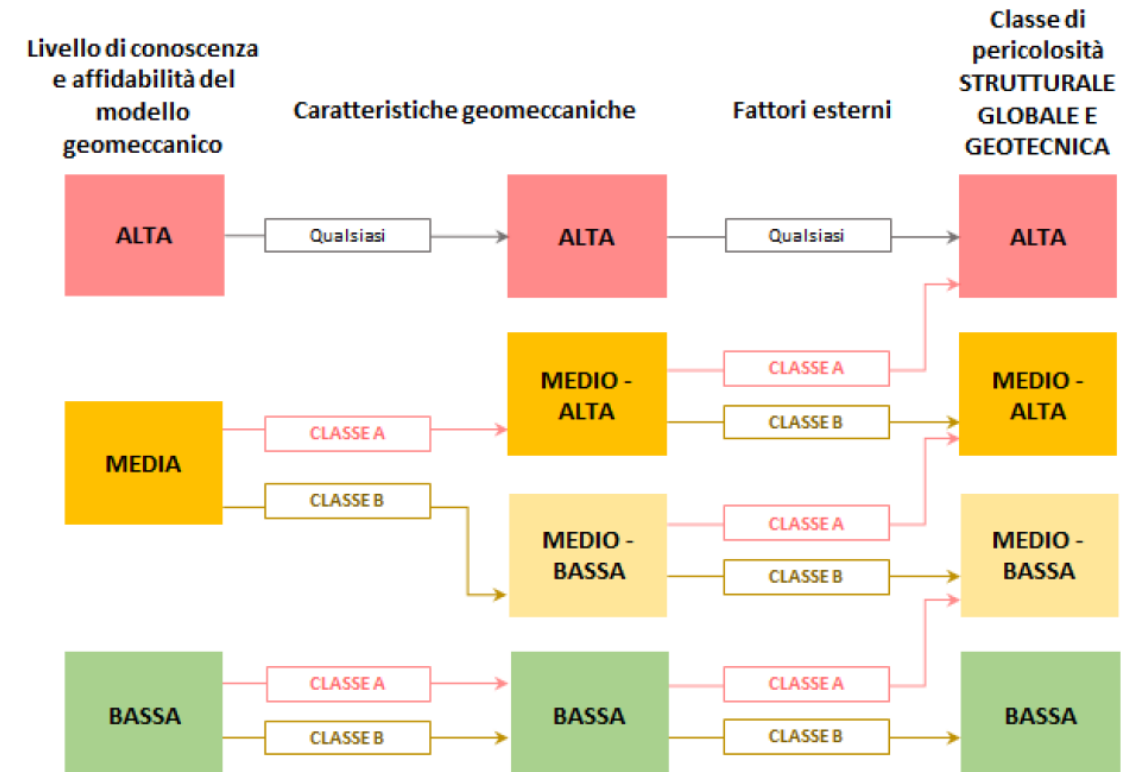 Livello di conoscenza
e affidabilità del
modello
geomeccanico
Caratteristiche geomeccaniche
Fattori esterni
Classe di
pericolosità
STRUTTURALE
GLOBALE E
GEOTECNICA
ALTA
Qualsiasi
ALTA
Qualsiasi
ALTA
MEDIO -
ALTA
CLASSE A
CLASSE B
MEDIO -
ALTA
MEDIA
CLASSE A
CLASSE B
MEDIO -
BASSA
CLASSE A
CLASSE B
MEDIO -
BASSA
BASSA
CLASSE A
CLASSE B
BASSA
CLASSE A
CLASSE B
BASSA